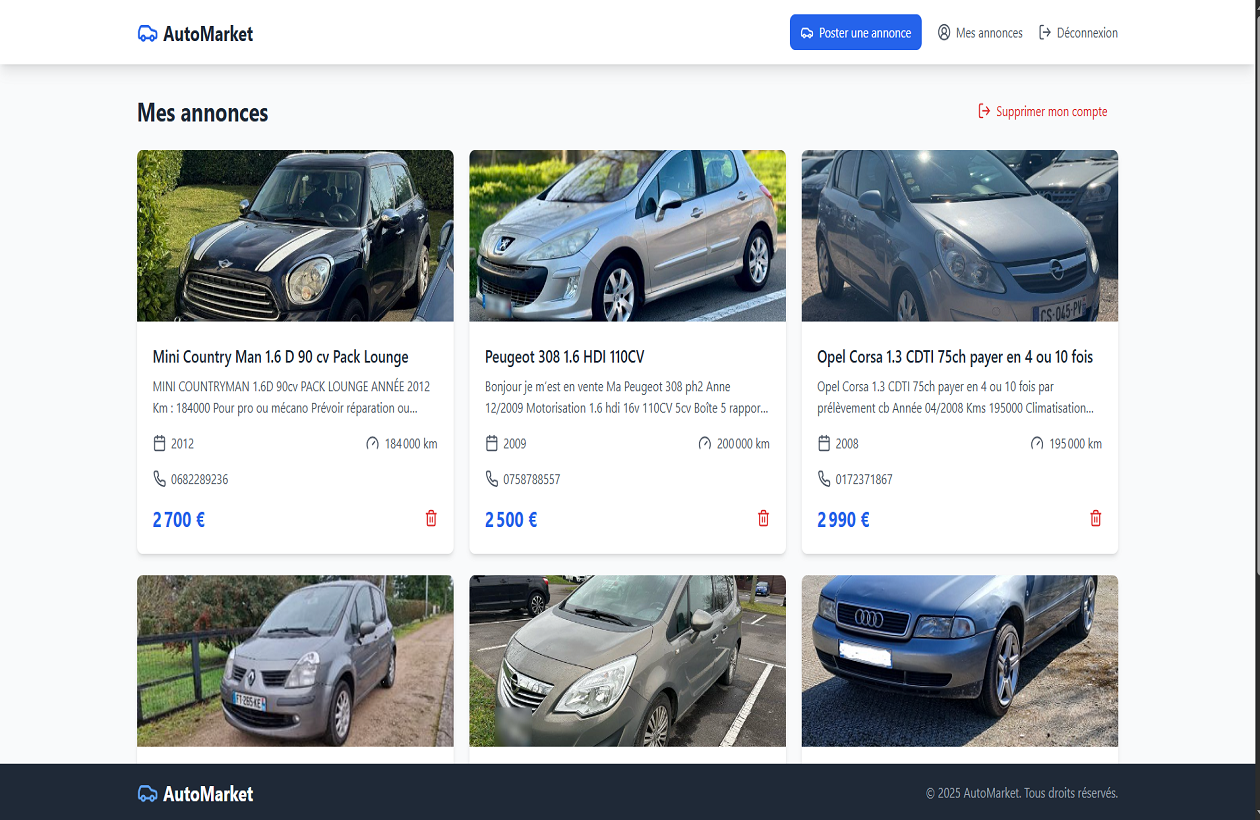 AutoMarket
Poster une annonce
Mes annonces
Déconnexion
Mes annonces
Supprimer mon compte
Mini Country Man 1.6 D 90 cv Pack Lounge
MINI COUNTRYMAN 1.6D 90cv PACK LOUNGE ANNÉE 2012
Km : 184000 Pour pro ou mécano Prévoir réparation ou...
2012
184 000 km
0682289236
2 700 €
Peugeot 308 1.6 HDI 110CV
Bonjour je m'est en vente Ma Peugeot 308 ph2 Anne
12/2009 Motorisation 1.6 hdi 16v 110CV 5cv Boîte 5 rappor...
2009
200 000 km
0758788557
2 500 €
CS-045-PV
Opel Corsa 1.3 CDTI 75ch payer en 4 ou 10 fois
Opel Corsa 1.3 CDTI 75ch payer en 4 ou 10 fois par
prélèvement cb Année 04/2008 Kms 195000 Climatisation...
2008
195 000 km
0172371867
2 990 €
FT-265-KE
AutoMarket
© 2025 AutoMarket. Tous droits réservés.